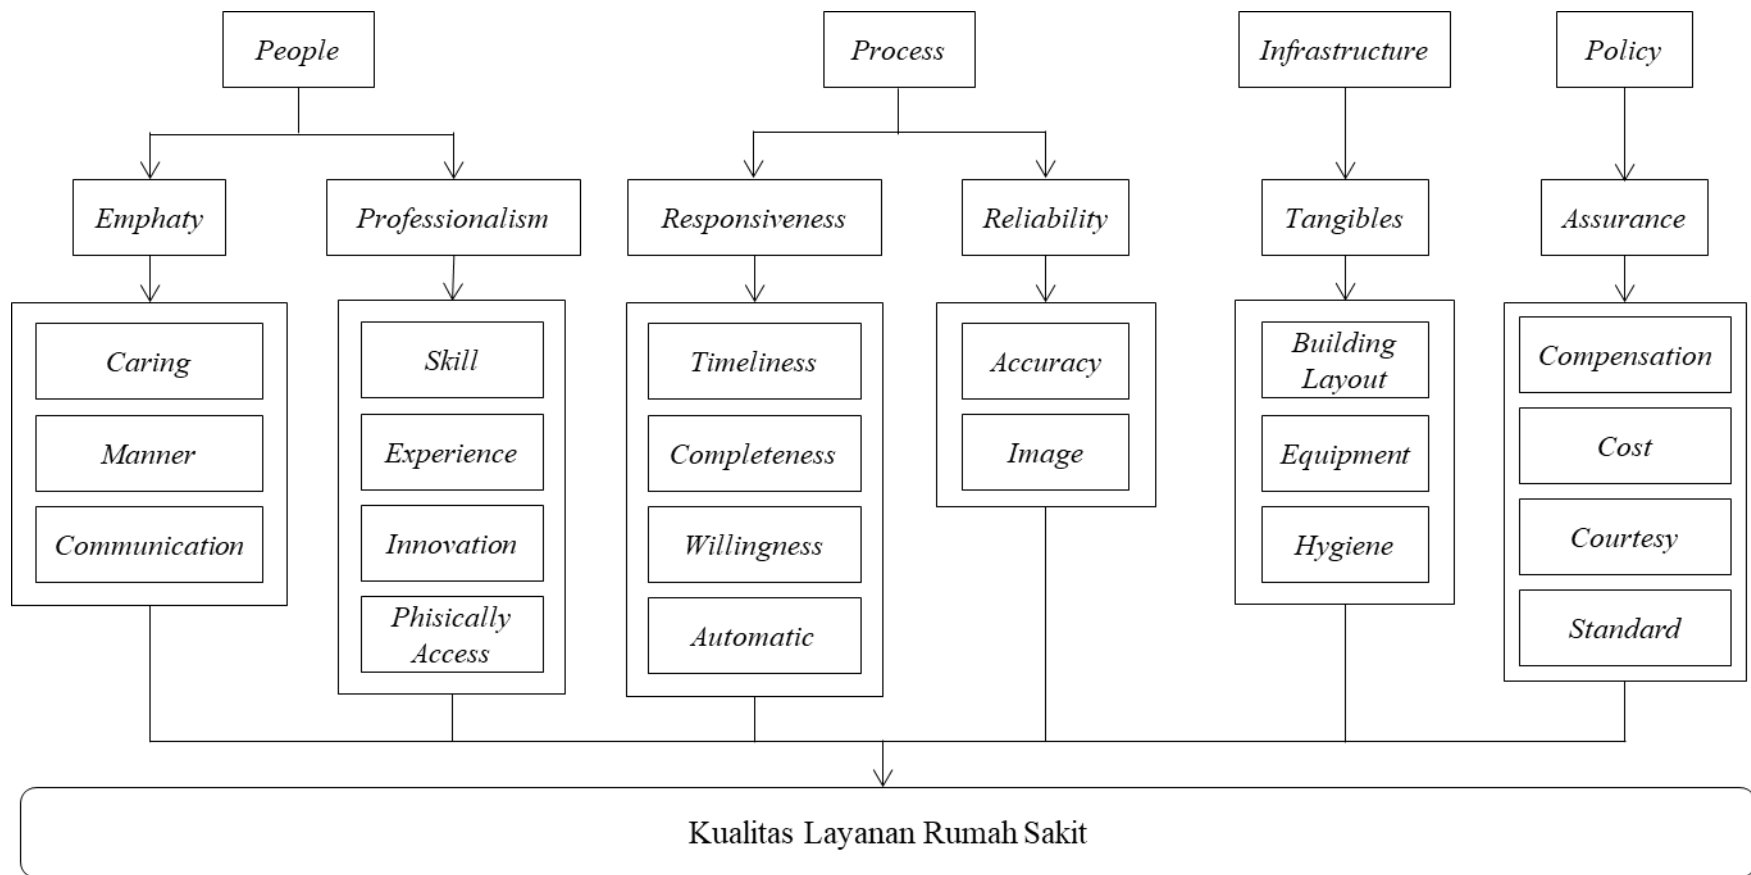 People
Process
Infrastructure
Policy
Emphaty
Professionalism
Responsiveness
Reliability
Tangibles
Assurance
Caring
Manner
Communication
Skill
Experience
Innovation
Phisically
Access
Timeliness
Completeness
Willingness
Automatic
Accuracy
Image
Building
Layout
Equipment
Hygiene
Compensation
Cost
Courtesy
Standard
Kualitas Layanan Rumah Sakit